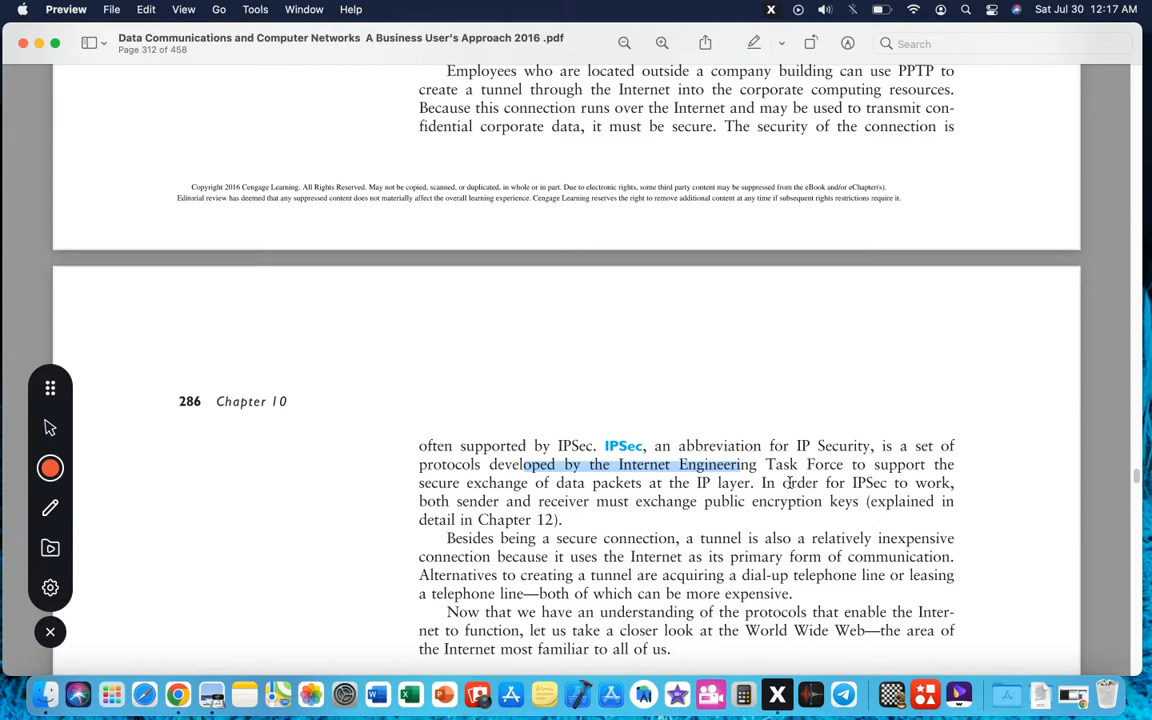 Preview File Edit View Go Tools Window Help X Sat Jul 30 12:17 AM
Data Communications and Computer Networks A Business User's Approach 2016 .pdf
Page 312 of 458
Search
Employees who are located outside a company building can use PPTP to
create a tunnel through the Internet into the corporate computing resources.
Because this connection runs over the Internet and may be used to transmit con-
fidential corporate data, it must be secure. The security of the connection is
Copyright 2016 Cengage Learning. All Rights Reserved. May not be copied, scanned, or duplicated, in whole or in part. Due to electronic rights, some third party content may be suppressed from the eBook and/or eChapter(s).
Editorial review has deemed that any suppressed content does not materially affect the overall learning experience. Cengage Learning reserves the right to remove additional content at any time if subsequent rights restrictions require it.
286 Chapter 10
often supported by IPSec. IPSec, an abbreviation for IP Security, is a set of
protocols developed by the Internet Engineering Task Force to support the
secure exchange of data packets at the IP layer. In order for IPSec to work,
both sender and receiver must exchange public encryption keys (explained in
detail in Chapter 12).
Besides being a secure connection, a tunnel is also a relatively inexpensive
connection because it uses the Internet as its primary form of communication.
Alternatives to creating a tunnel are acquiring a dial-up telephone line or leasing
a telephone line—both of which can be more expensive.
Now that we have an understanding of the protocols that enable the Inter-
net to function, let us take a closer look at the World Wide Web—the area of
the Internet most familiar to all of us.